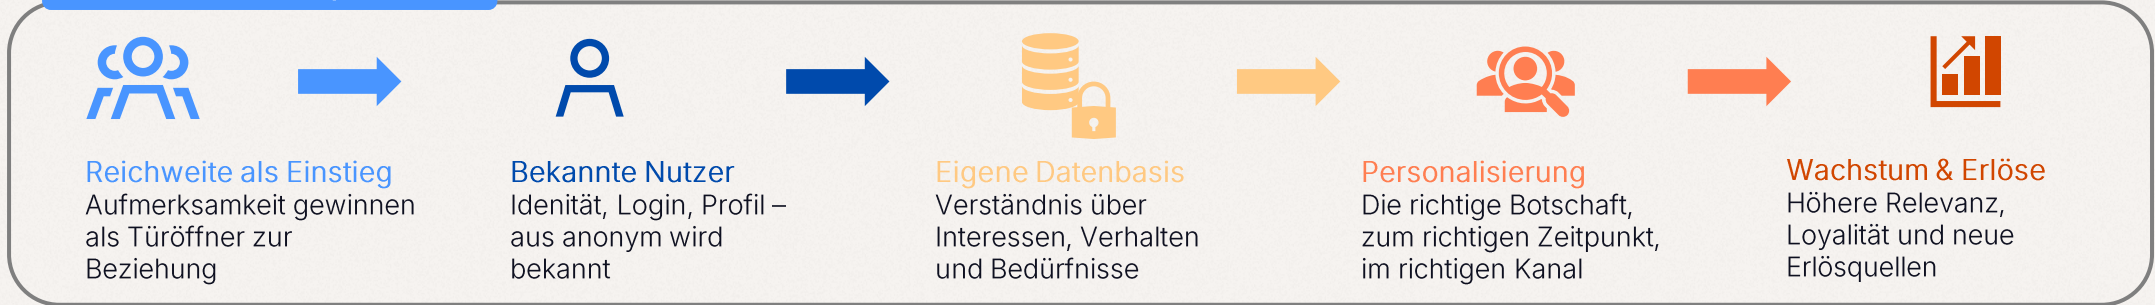 Reichweite als Einstieg
Aufmerksamkeit gewinnen
als Türöffner zur
Beziehung
Bekannte Nutzer
Idenität, Login, Profil –
aus anonym wird
bekannt
Eigene Datenbasis
Verständnis über
Interessen, Verhalten
und Bedürfnisse
Personalisierung
Die richtige Botschaft,
zum richtigen Zeitpunkt,
im richtigen Kanal
Wachstum & Erlöse
Höhere Relevanz,
Loyalität und neue
Erlösquellen